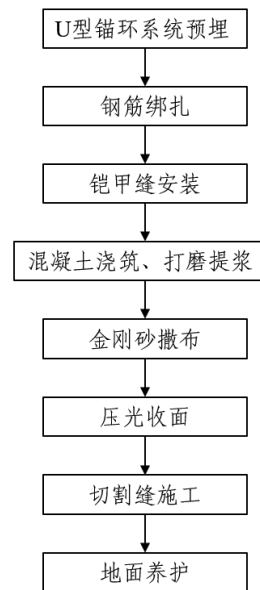 U型锚环系统预埋
钢筋绑扎
铠甲缝安装
混凝土浇筑、打磨提浆
金刚砂撒布
压光收面
切割缝施工
地面养护